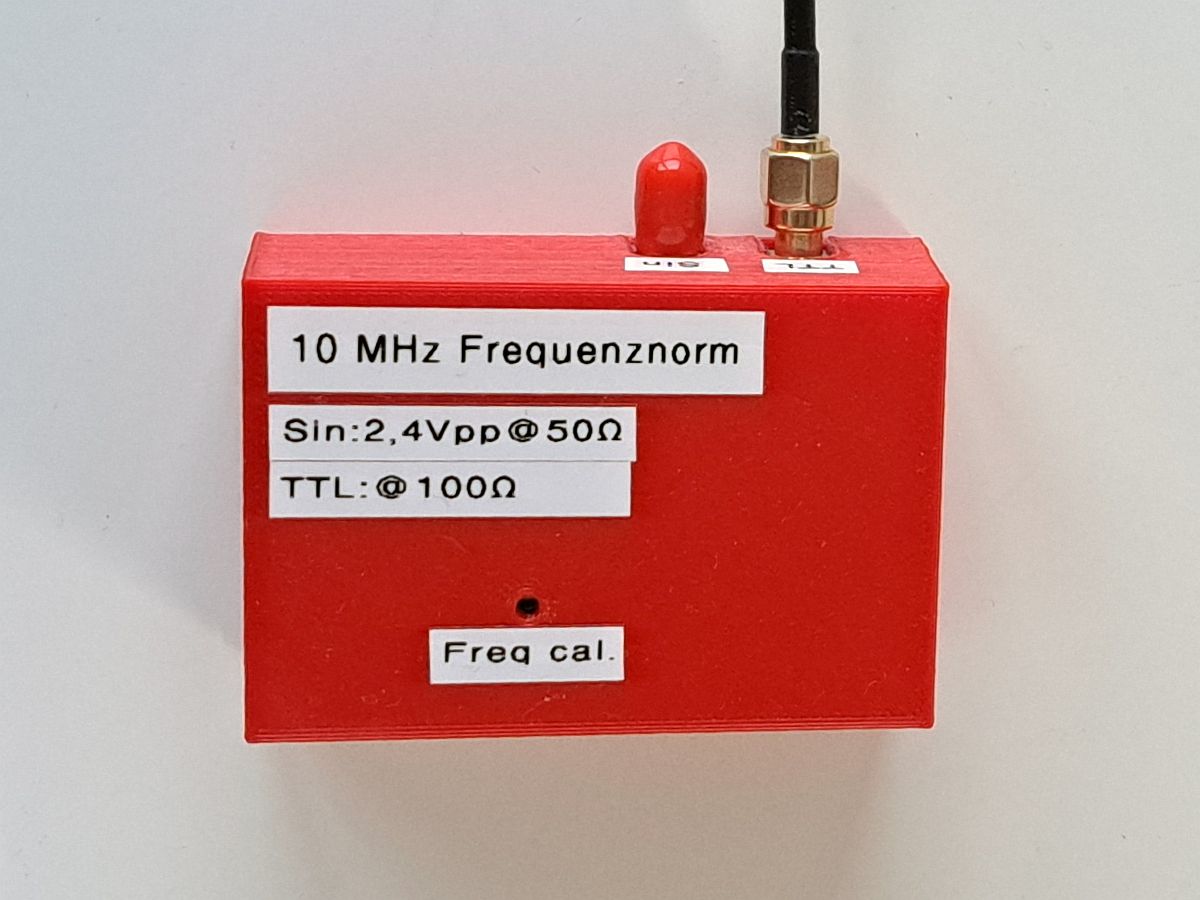 Sin
TTL
10 MHz Frequenznorm
Sin:2,4Vpp@50Ω
TTL:@100Ω
Freq cal.